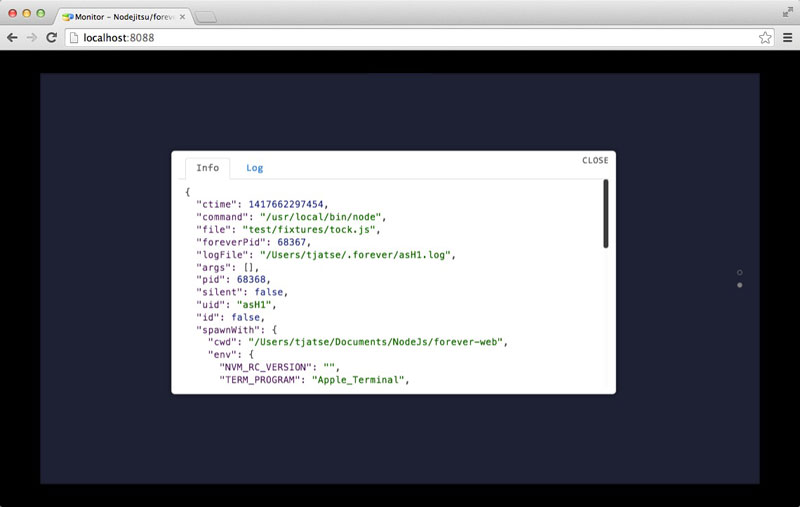 Monitor – Nodejitsu/forev
localhost:8088
Info
Log
CLOSE
{
"ctime": 1417662297454,
"command": "/usr/local/bin/node",
"file": "test/fixtures/tock.js",
"foreverPid": 68367,
"logFile": "/Users/tjatse/.forever/asH1.log",
"args": [],
"pid": 68368,
"silent": false,
"uid": "asH1",
"id": false,
"spawnWith": {
"cwd": "/Users/tjatse/Documents/NodeJs/forever-web",
"env": {
"NVM_RC_VERSION": "",
"TERM_PROGRAM": "Apple_Terminal",